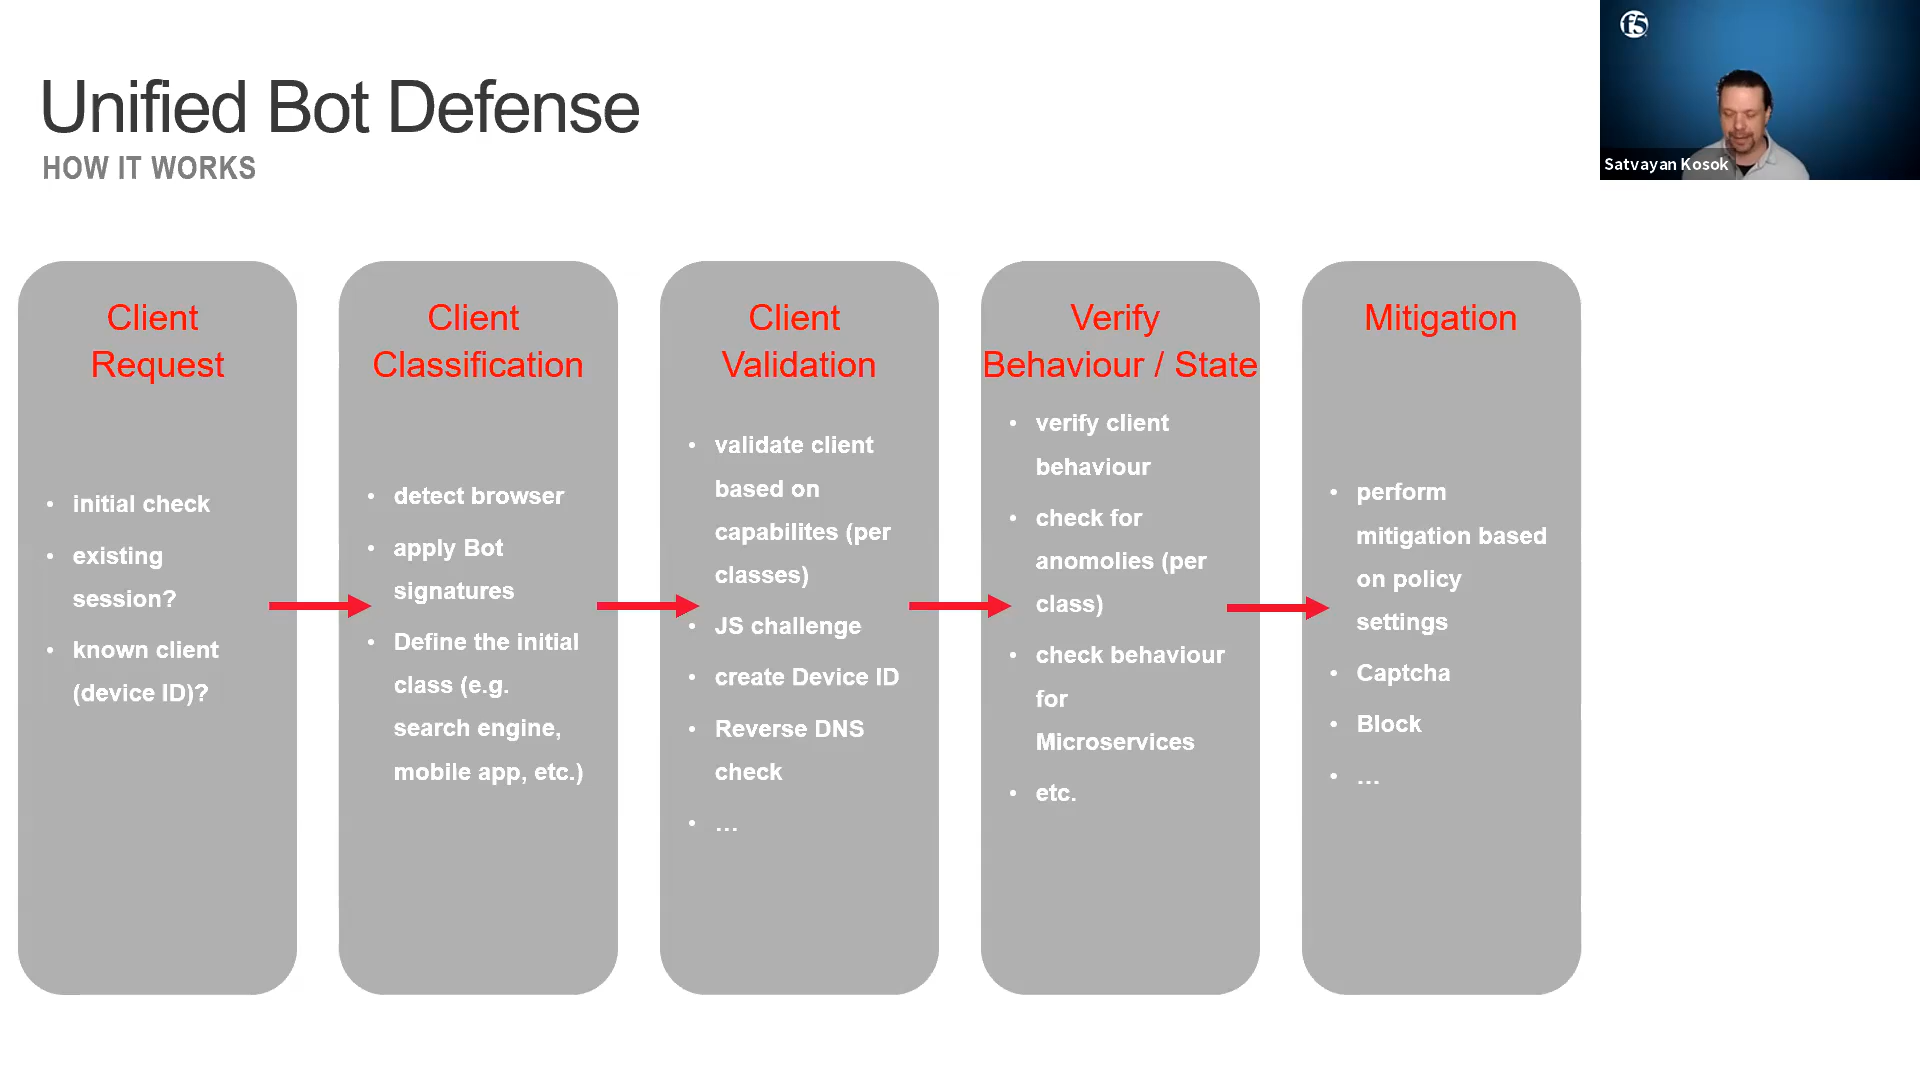 f5
Satvayan Kosok
Unified Bot Defense
HOW IT WORKS
Client
Request
• initial check
• existing
session?
• known client
(device ID)?
Client
Classification
• detect browser
• apply Bot
signatures
• Define the initial
class (e.g.
search engine,
mobile app, etc.)
Client
Validation
• validate client
based on
capabilites (per
classes)
• JS challenge
• create Device ID
• Reverse DNS
check
• …
Verify
Behaviour / State
• verify client
behaviour
• check for
anomolies (per
class)
• check behaviour
for
Microservices
• etc.
Mitigation
• perform
mitigation based
on policy
settings
• Captcha
• Block
• …